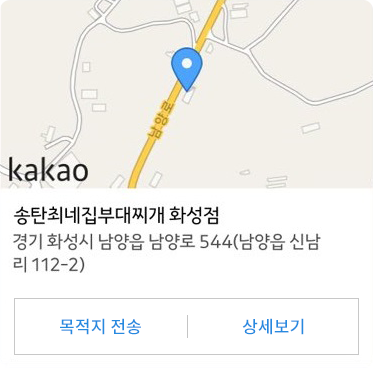 남양로
kakao
송탄최네집부대찌개 화성점
경기 화성시 남양읍 남양로 544(남양읍 신남
리 112-2)
목적지 전송
상세보기